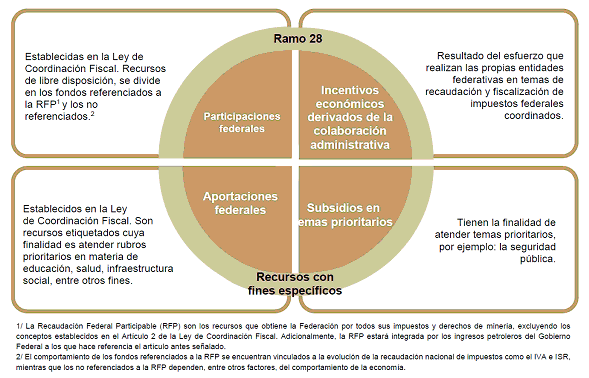 Ramo 28
Establecidas en la Ley de
Coordinación Fiscal. Recursos
de libre disposición, se divide
en los fondos referenciados a
la RFP1 y los no
referenciados.2
Participaciones
federales
Incentivos
económicos
derivados de la
colaboración
administrativa
Resultado del esfuerzo que
realizan las propias entidades
federativas en temas de
recaudación y fiscalización de
impuestos federales
coordinados.
Establecidos en la Ley
de Coordinación Fiscal. Son
recursos etiquetados cuya
finalidad es atender rubros
prioritarios en materia de
educación, salud, infraestructura
social, entre otros fines.
Aportaciones
federales
Subsidios en
temas prioritarios
Tienen la finalidad de
atender temas prioritarios,
por ejemplo: la seguridad
pública.
Recursos con
fines específicos
1/ La Recaudación Federal Participable (RFP) son los recursos que obtiene la Federación por todos sus impuestos y derechos de minería, excluyendo los
conceptos establecidos en el Artículo 2 de la Ley de Coordinación Fiscal. Adicionalmente, la RFP estará integrada por los ingresos petroleros del Gobierno
Federal a los que hace referencia el artículo antes señalado.
2/ El comportamiento de los fondos referenciados a la RFP se encuentran vinculados a la evolución de la recaudación nacional de impuestos como el IVA e ISR,
mientras que los no referenciados a la RFP dependen, entre otros factores, del comportamiento de la economía.